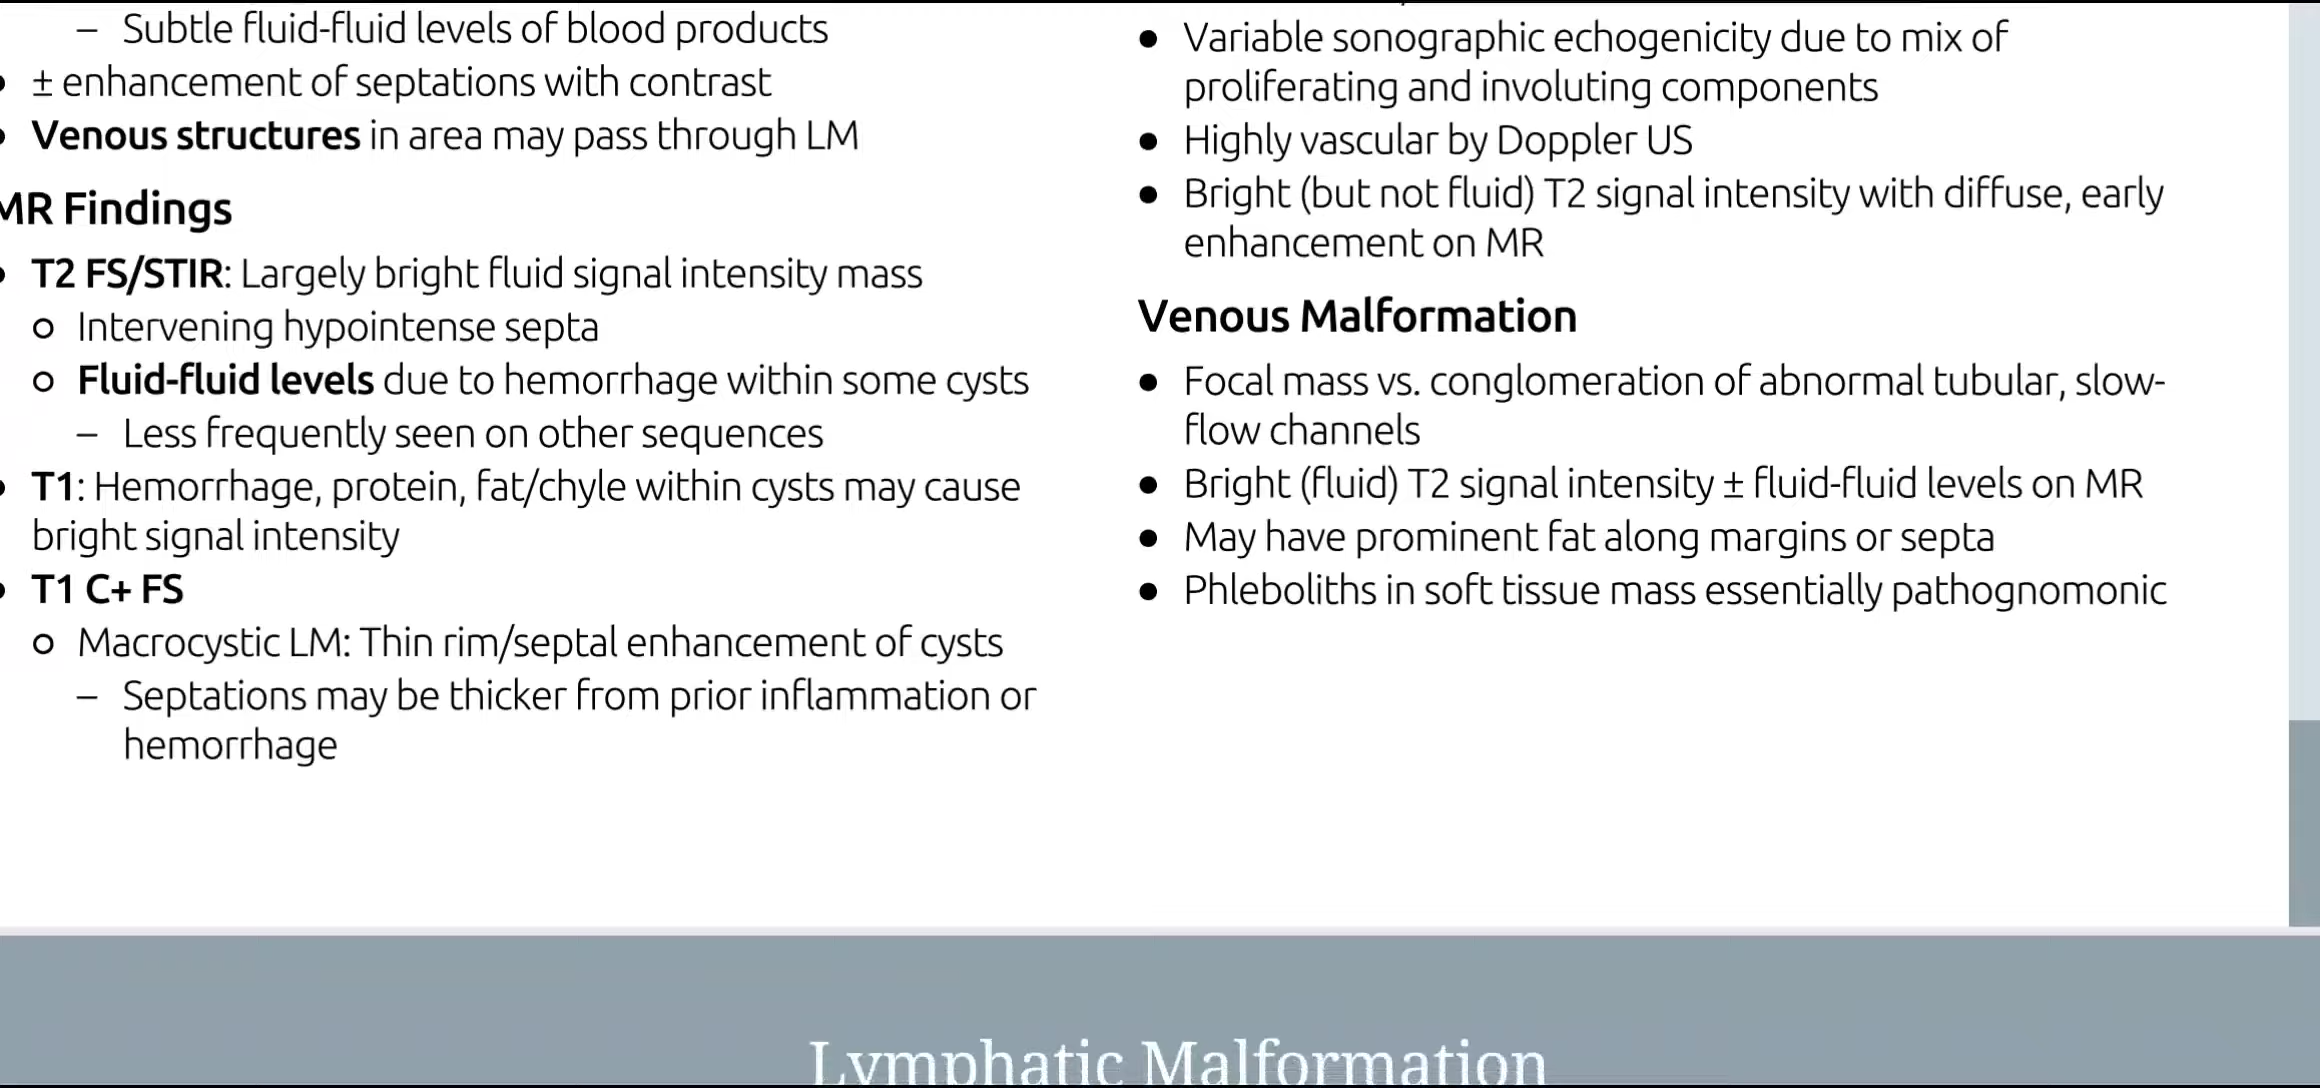 – Subtle fluid-fluid levels of blood products
• ± enhancement of septations with contrast
• Venous structures in area may pass through LM
MR Findings
• T2 FS/STIR: Largely bright fluid signal intensity mass
o Intervening hypointense septa
o Fluid-fluid levels due to hemorrhage within some cysts
– Less frequently seen on other sequences
• T1: Hemorrhage, protein, fat/chyle within cysts may cause
bright signal intensity
• T1 C+ FS
o Macrocystic LM: Thin rim/septal enhancement of cysts
– Septations may be thicker from prior inflammation or
hemorrhage
• Variable sonographic echogenicity due to mix of
proliferating and involuting components
• Highly vascular by Doppler US
• Bright (but not fluid) T2 signal intensity with diffuse, early
enhancement on MR
Venous Malformation
• Focal mass vs. conglomeration of abnormal tubular, slow-
flow channels
• Bright (fluid) T2 signal intensity ± fluid-fluid levels on MR
• May have prominent fat along margins or septa
• Phleboliths in soft tissue mass essentially pathognomonic
Lymphatic Malformation